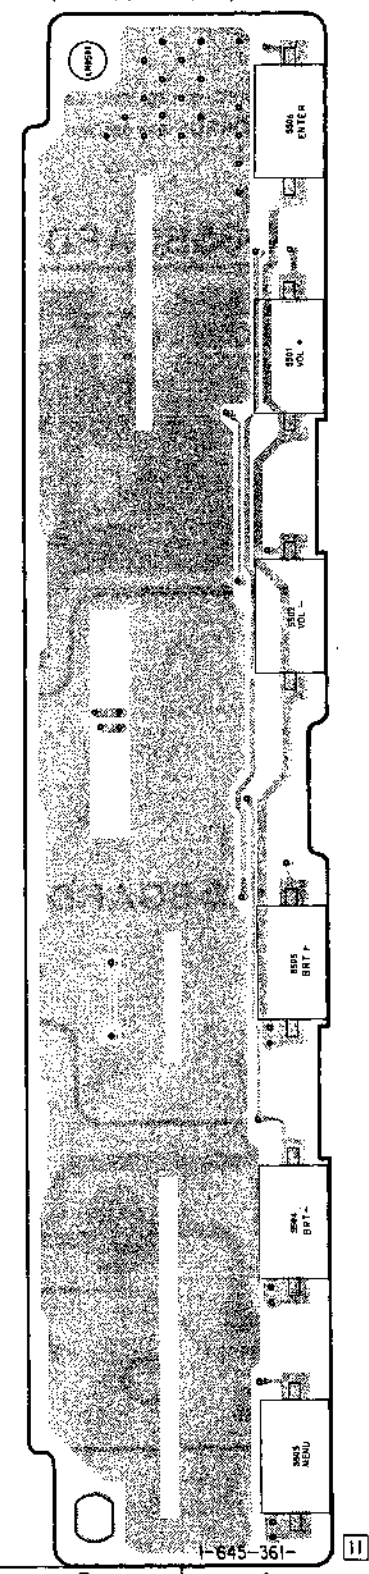 S506
ENTER
S501
VOL +
S502
VOL -
S505
BRT +
S504
BRT -
S503
MENU
1-645-361-
11